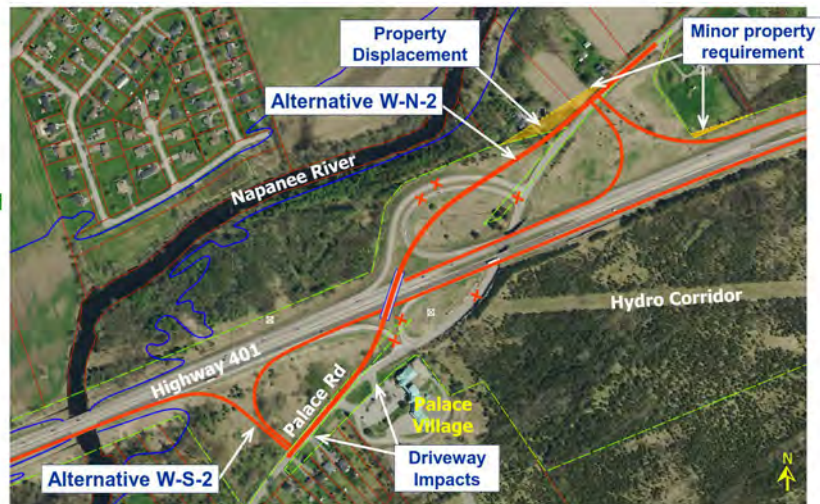 Property
Displacement
Minor property
requirement
Alternative W-N-2
Napanee River
Hydro Corridor
Highway 401
Palace Rd
Palace
Village
Alternative W-S-2
Driveway
Impacts
N